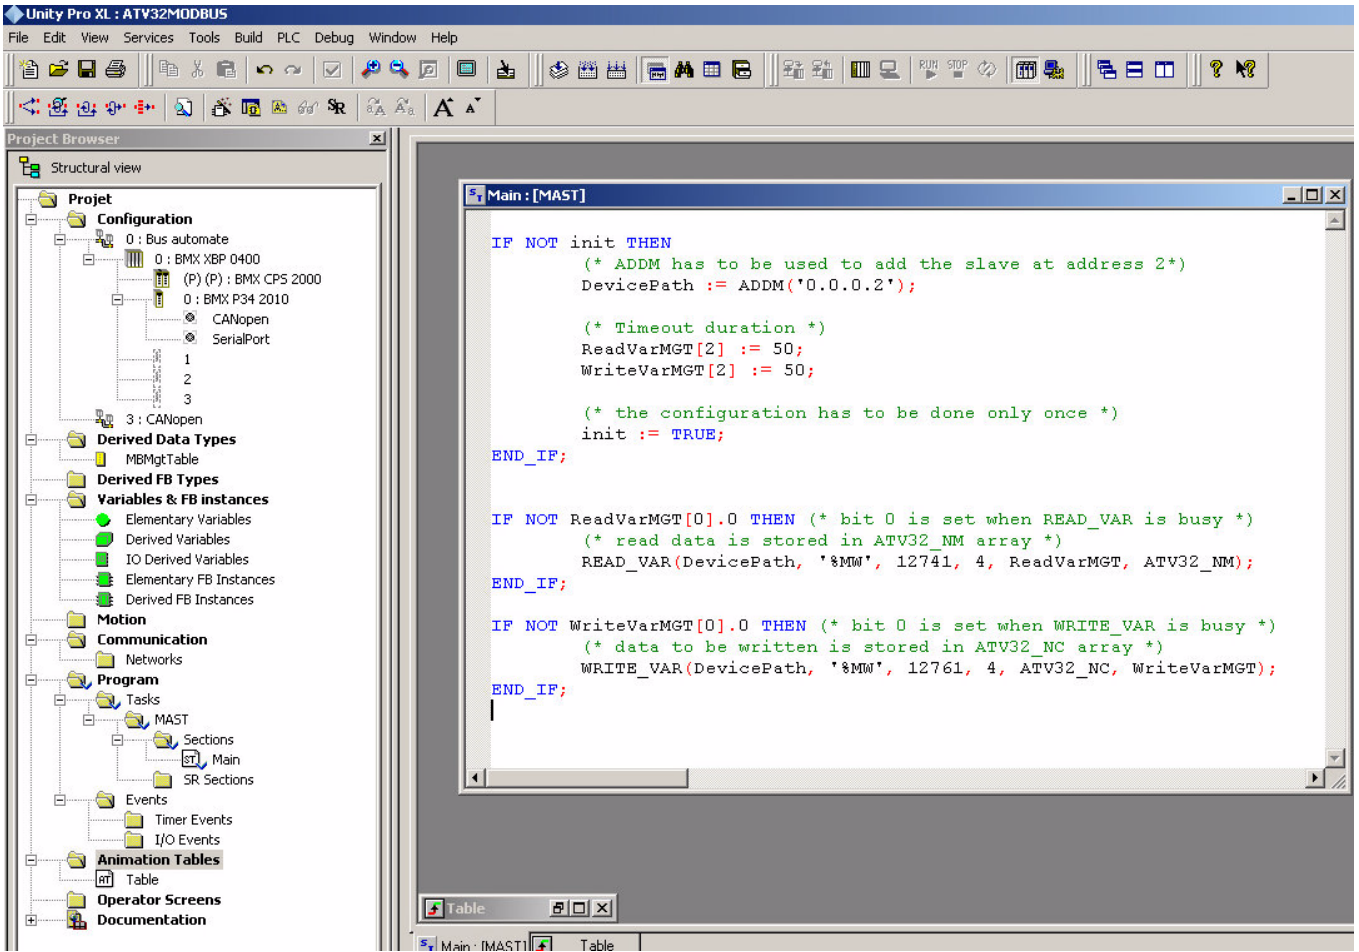 Unity Pro XL : ATV32MODBUS
File Edit View Services Tools Build PLC Debug Window Help
Project Browser
Structural view
Projet
Configuration
0 : Bus automate
0 : BMX XBP 0400
(P) (P) : BMX CPS 2000
0 : BMX P34 2010
CANopen
SerialPort
1
2
3
3 : CANopen
Derived Data Types
MBMgtTable
Derived FB Types
Variables & FB instances
Elementary Variables
Derived Variables
IO Derived Variables
Elementary FB Instances
Derived FB Instances
Motion
Communication
Networks
Program
Tasks
MAST
Sections
Main
SR Sections
Events
Timer Events
I/O Events
Animation Tables
Table
Operator Screens
Documentation
Main : [MAST]
IF NOT init THEN
(* ADDM has to be used to add the slave at address 2*)
DevicePath := ADDM('0.0.0.2');
(* Timeout duration *)
ReadVarMGT[2] := 50;
WriteVarMGT[2] := 50;
(* the configuration has to be done only once *)
init := TRUE;
END_IF;
IF NOT ReadVarMGT[0].0 THEN (* bit 0 is set when READ_VAR is busy *)
(* read data is stored in ATV32_NM array *)
READ_VAR(DevicePath, '%MW', 12741, 4, ReadVarMGT, ATV32_NM);
END_IF;
IF NOT WriteVarMGT[0].0 THEN (* bit 0 is set when WRITE_VAR is busy *)
(* data to be written is stored in ATV32_NC array *)
WRITE_VAR(DevicePath, '%MW', 12761, 4, ATV32_NC, WriteVarMGT);
END_IF;
Table
Main : [MAST] Table